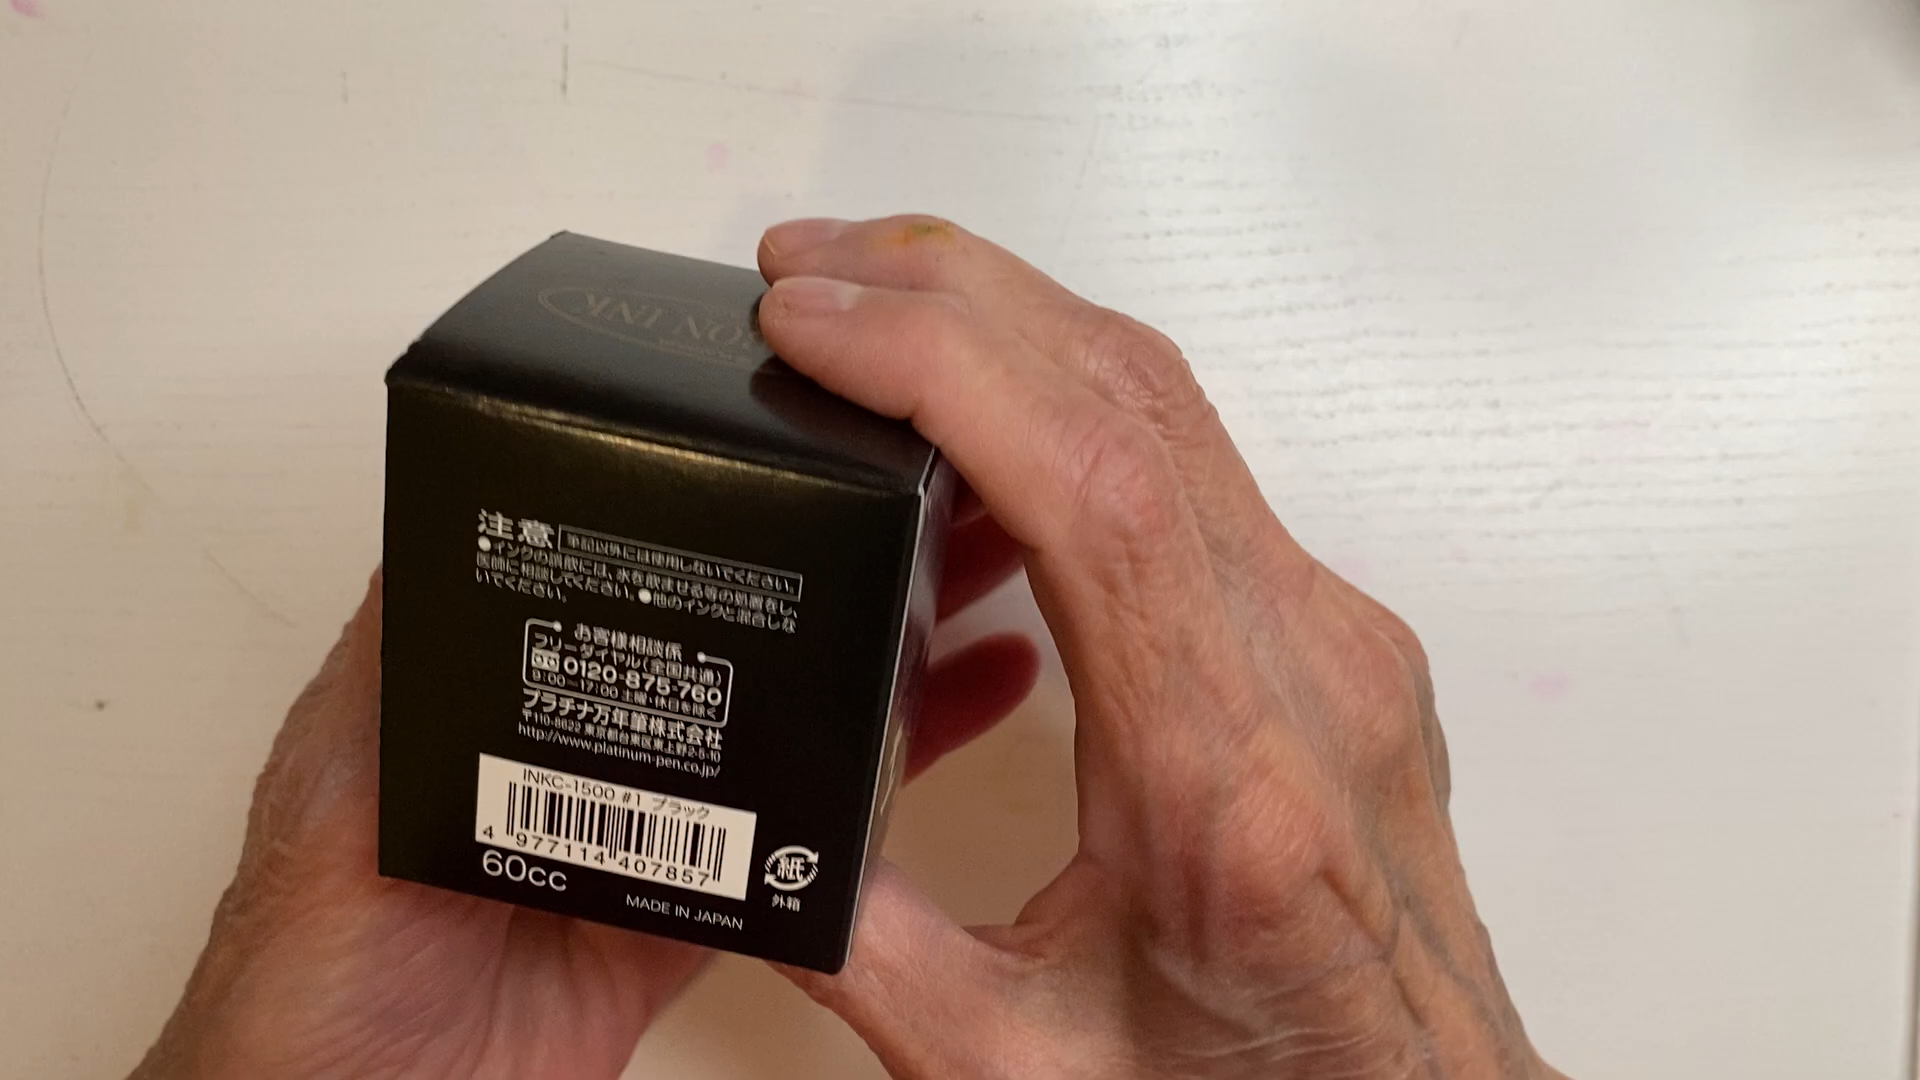 ON INK
注意 筆記以外には使用しないでください。
●インクの誤飲には、水を飲ませる等の処置をし、
医師に相談してください。●他のインクと混合しな
いでください。
お客様相談係
フリーダイヤル(全国共通)
0120-875-760
9:00〜17:00 土曜・休日を除く
プラチナ万年筆株式会社
〒110-8622 東京都台東区東上野2-5-10
http://www.platinum-pen.co.jp/
INKC-1500 #1 ブラック
4 977114 407857
60cc
紙
外箱
MADE IN JAPAN